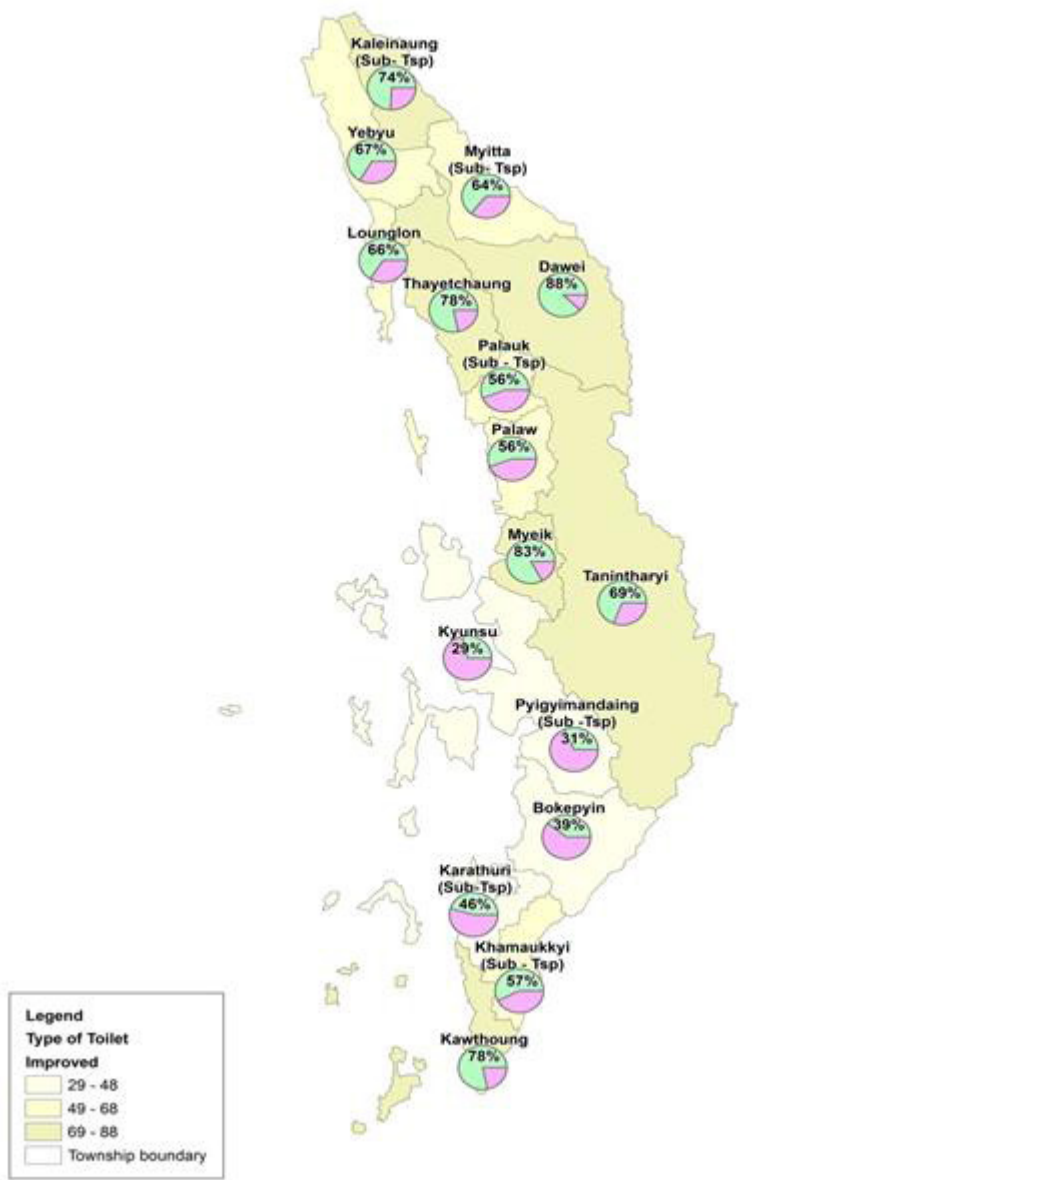 Kaleinaung
(Sub- Tsp)
74%
Yebyu
67%
Myitta
(Sub- Tsp)
64%
Lounglon
66%
Dawei
88%
Thayetchaung
78%
Palauk
(Sub - Tsp)
56%
Palaw
56%
Myeik
83%
Tanintharyi
69%
Kyunsu
29%
Pyigyimandaing
(Sub -Tsp)
31%
Bokepyin
39%
Karathuri
(Sub-Tsp)
46%
Khamaukkyi
(Sub - Tsp)
57%
Kawthoung
78%
Legend
Type of Toilet
Improved
29 - 48
49 - 68
69 - 88
Township boundary